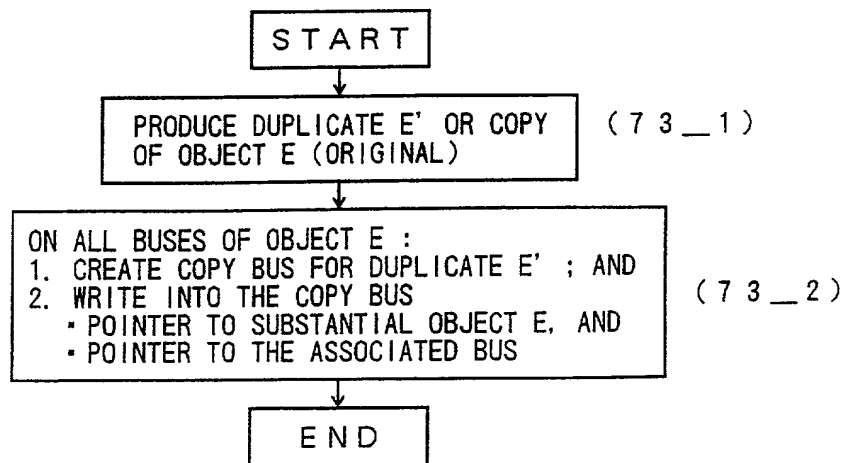 START
PRODUCE DUPLICATE E' OR COPY (73_1)
OF OBJECT E (ORIGINAL)
ON ALL BUSES OF OBJECT E :
1. CREATE COPY BUS FOR DUPLICATE E' ; AND
2. WRITE INTO THE COPY BUS (73_2)
▪ POINTER TO SUBSTANTIAL OBJECT E, AND
▪ POINTER TO THE ASSOCIATED BUS
END